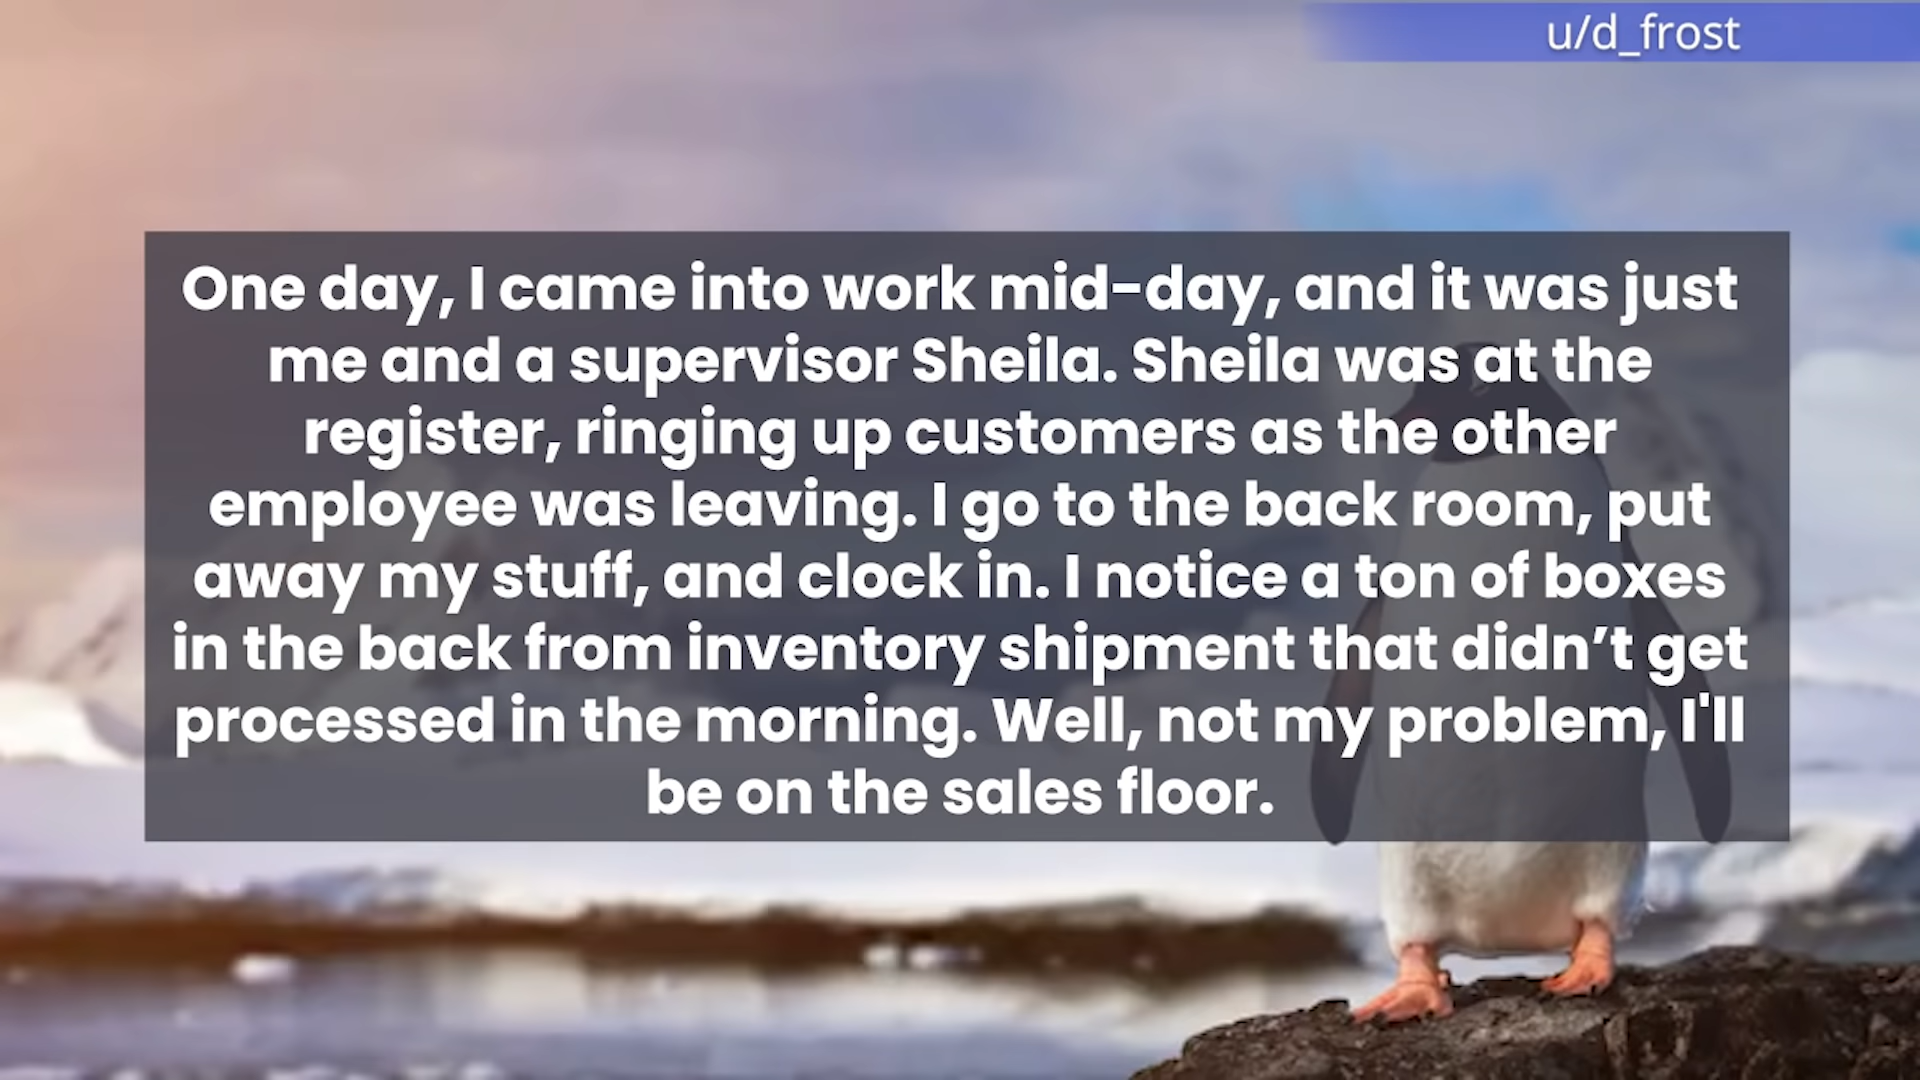 u/d_frost
One day, I came into work mid-day, and it was just
me and a supervisor Sheila. Sheila was at the
register, ringing up customers as the other
employee was leaving. I go to the back room, put
away my stuff, and clock in. I notice a ton of boxes
in the back from inventory shipment that didn’t get
processed in the morning. Well, not my problem, I'll
be on the sales floor.